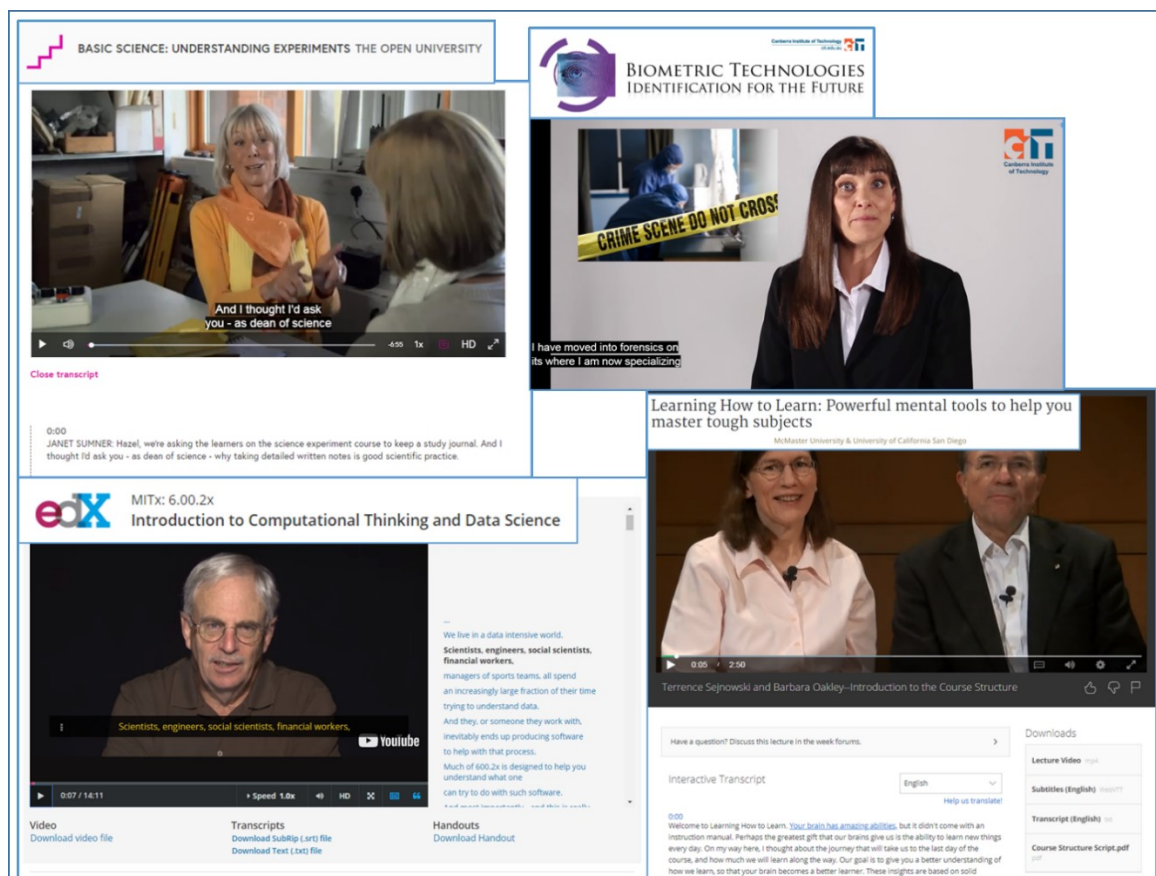 BASIC SCIENCE: UNDERSTANDING EXPERIMENTS THE OPEN UNIVERSITY
And I thought I'd ask
you - as dean of science
-6:55 1x HD
Close transcript
0:00
JANET SUMNER: Hazel, we're asking the learners on the science experiment course to keep a study journal. And I
thought I'd ask you - as dean of science - why taking detailed written notes is good scientific practice.
Canberra Institute of Technology
cit.edu.au
CIT
BIOMETRIC TECHNOLOGIES
IDENTIFICATION FOR THE FUTURE
CIT
Canberra Institute
of Technology
CRIME SCENE DO NOT CROSS
I have moved into forensics on
its where I am now specializing
edX
MITx: 6.00.2x
Introduction to Computational Thinking and Data Science
Scientists, engineers, social scientists, financial workers,
YouTube
0:07 / 14:11 Speed 1.0x HD
...
We live in a data intensive world.
Scientists, engineers, social scientists,
financial workers,
managers of sports teams, all spend
an increasingly large fraction of their time
trying to understand data.
And they, or someone they work with,
inevitably ends up producing software
to help with that process.
Much of 600.2x is designed to help you
understand what one
can try to do with such software.
And most importantly, and this is really
Video
Download video file
Transcripts
Download SubRip (.srt) file
Download Text (.txt) file
Handouts
Download Handout
Learning How to Learn: Powerful mental tools to help you
master tough subjects
McMaster University & University of California San Diego
0:05 / 2:50
Terrence Sejnowski and Barbara Oakley--Introduction to the Course Structure
Have a question? Discuss this lecture in the week forums.
Interactive Transcript
English
Help us translate!
0:00
Welcome to Learning How to Learn. Your brain has amazing abilities, but it didn't come with an
instruction manual. Perhaps the greatest gift that our brains give us is the ability to learn new things
every day. On my way here, I thought about the journey that will take us to the last day of the
course, and how much we will learn along the way. Our goal is to give you a better understanding of
how we learn, so that your brain becomes a better learner. These insights are based on solid
Downloads
Lecture Video mp4
Subtitles (English) WebVTT
Transcript (English) txt
Course Structure Script.pdf
pdf